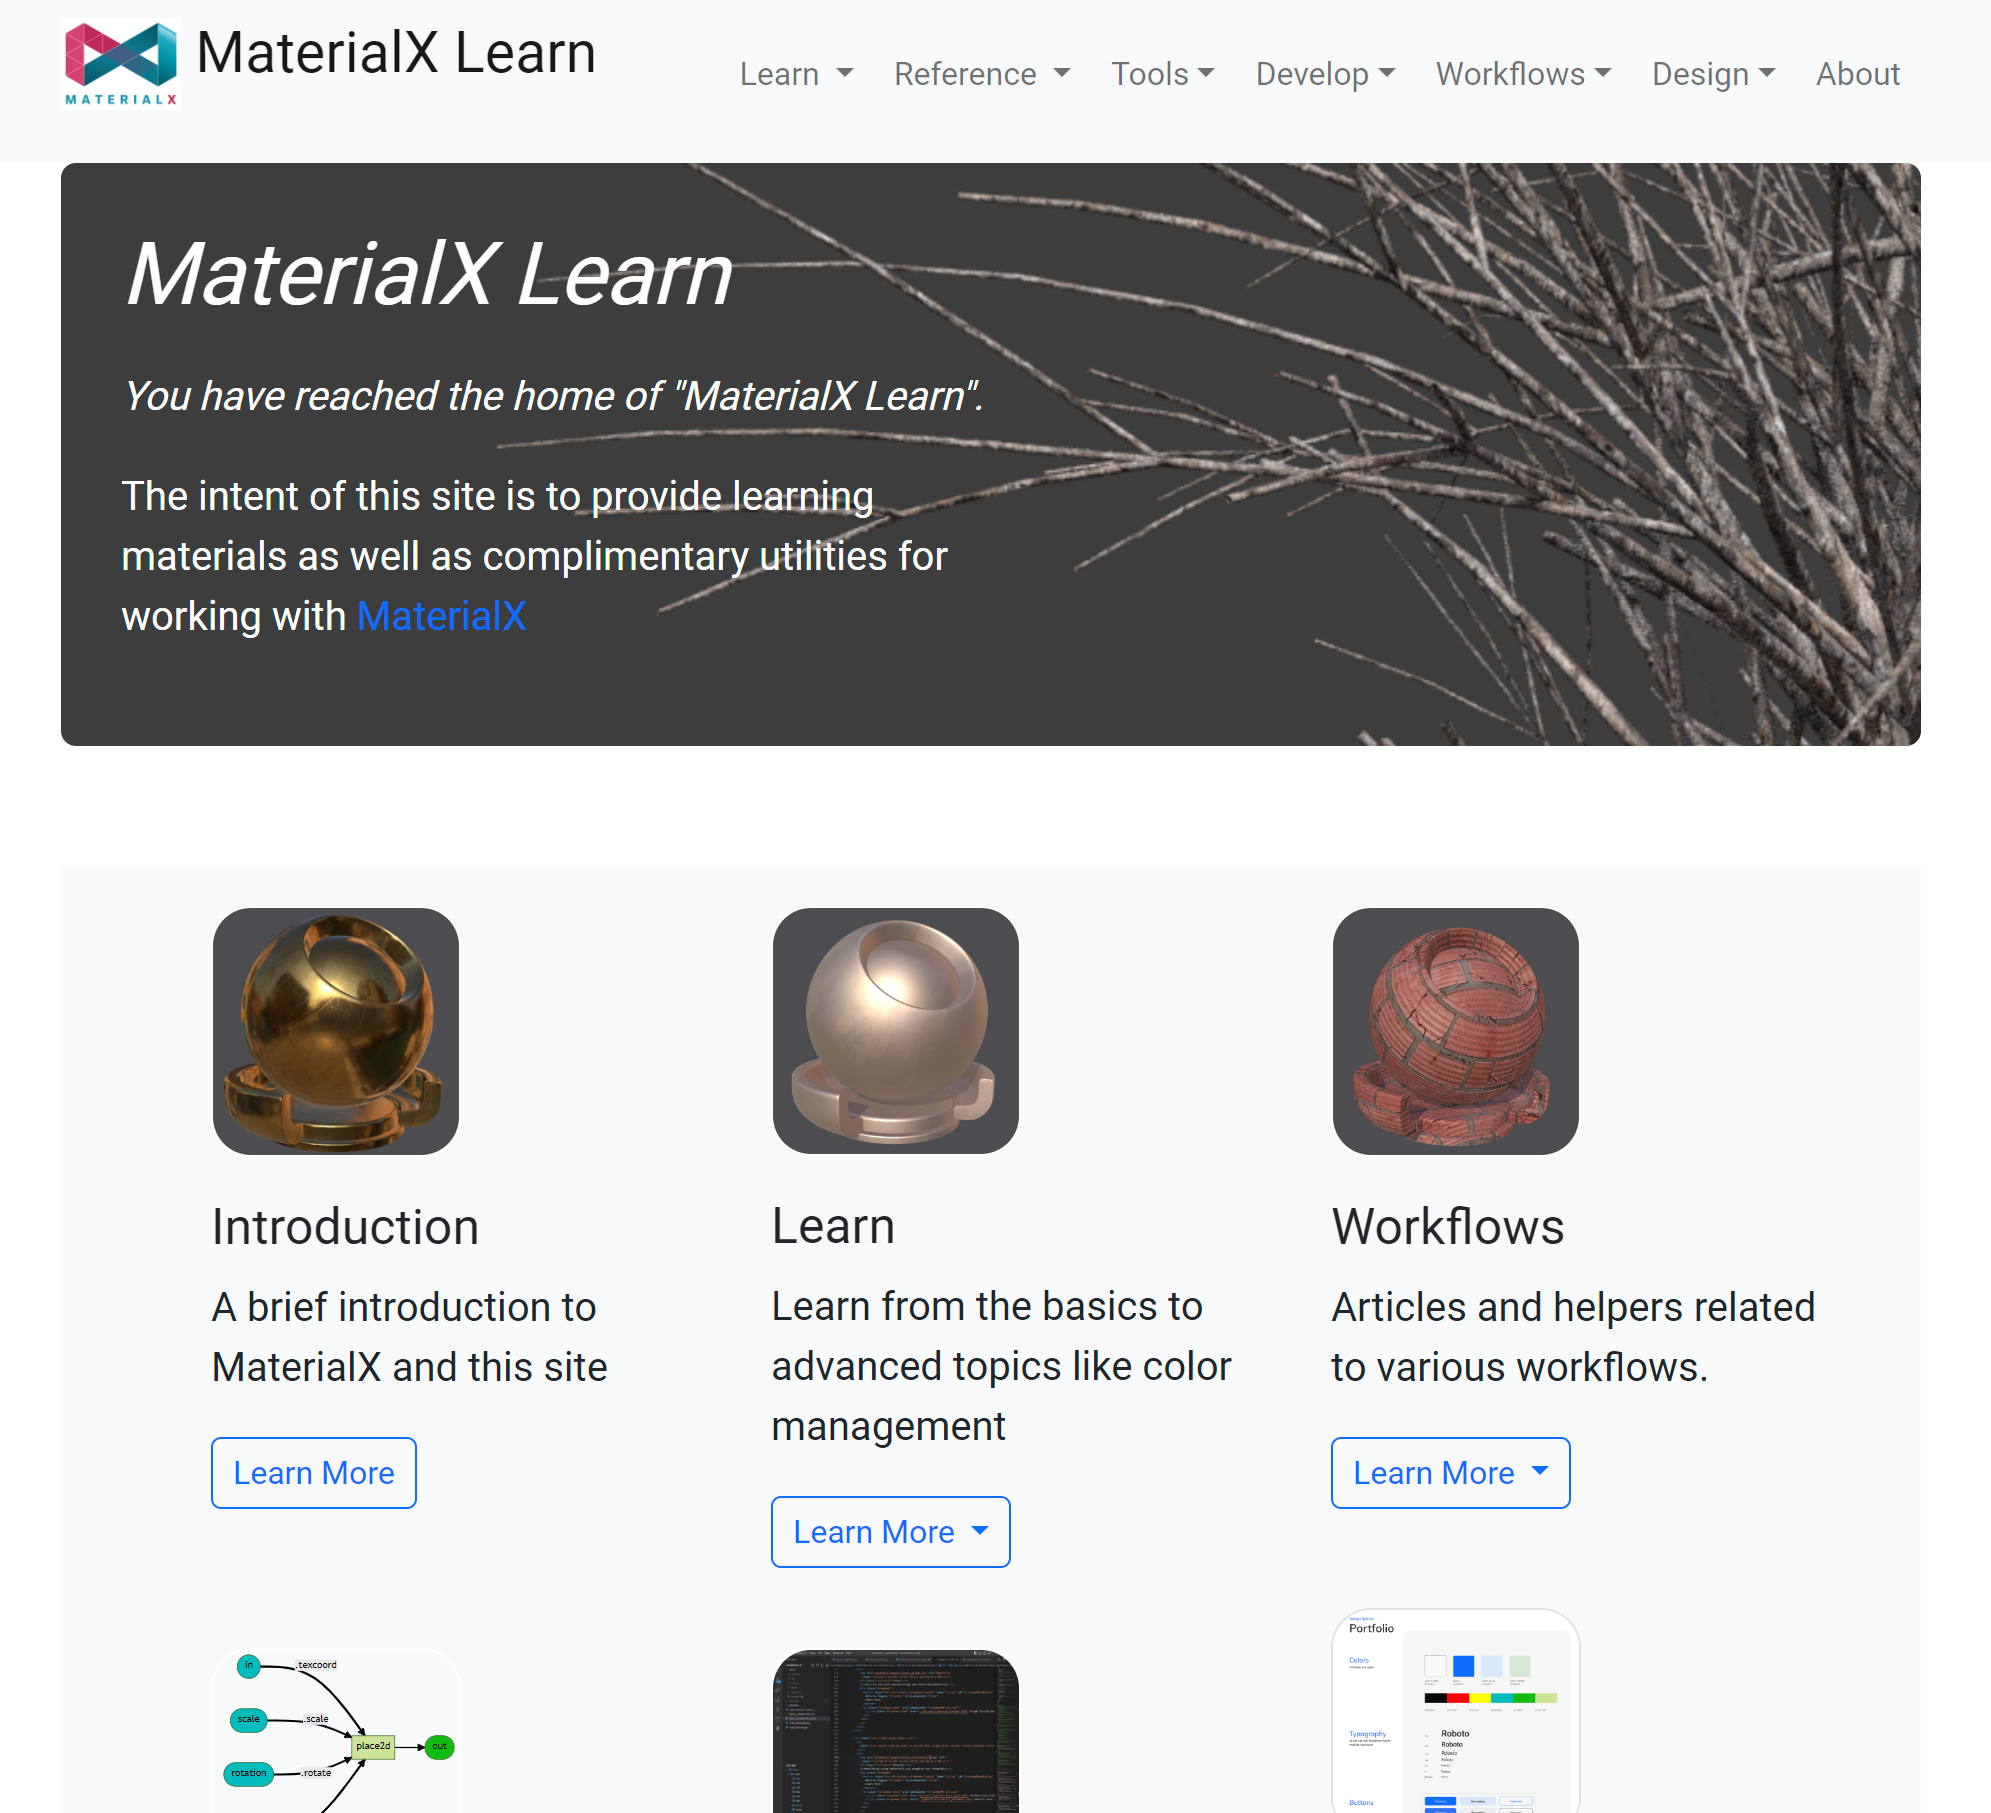 MATERIALX
MaterialX Learn
Learn
Reference
Tools
Develop
Workflows
Design
About
MaterialX Learn
You have reached the home of "MaterialX Learn".
The intent of this site is to provide learning
materials as well as complimentary utilities for
working with MaterialX
Introduction
A brief introduction to
MaterialX and this site
Learn More
Learn
Learn from the basics to
advanced topics like color
management
Learn More
Workflows
Articles and helpers related
to various workflows.
Learn More
in
.texcoord
scale
.scale
place2d
out
rotation
.rotate
Portfolio
Colors
Typography
Roboto
Roboto
Roboto
Buttons